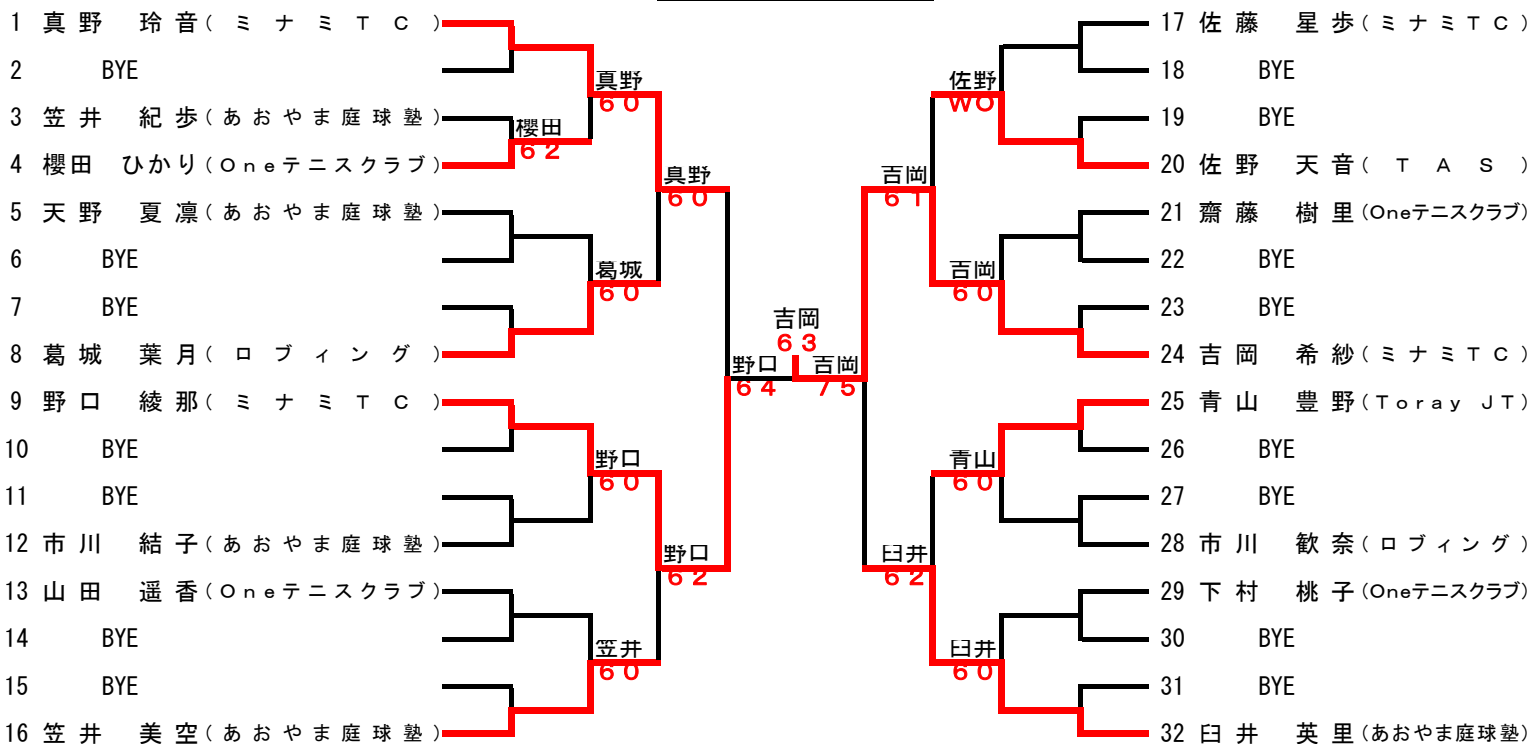 1 真野 玲音(ミナミTC)
2 BYE
3 笠井 紀歩(あおやま庭球塾)
4 櫻田 ひかり(Oneテニスクラブ)
5 天野 夏凛(あおやま庭球塾)
6 BYE
7 BYE
8 葛城 葉月(ロブィング)
9 野口 綾那(ミナミTC)
10 BYE
11 BYE
12 市川 結子(あおやま庭球塾)
13 山田 遥香(Oneテニスクラブ)
14 BYE
15 BYE
16 笠井 美空(あおやま庭球塾)
櫻田
62
真野
60
葛城
60
野口
60
笠井
60
真野
60
野口
62
野口
64
吉岡
63
吉岡
75
吉岡
61
臼井
62
佐野
WO
吉岡
60
青山
60
臼井
60
17 佐藤 星歩(ミナミTC)
18 BYE
19 BYE
20 佐野 天音(TAS)
21 齋藤 樹里(Oneテニスクラブ)
22 BYE
23 BYE
24 吉岡 希紗(ミナミTC)
25 青山 豊野(Toray JT)
26 BYE
27 BYE
28 市川 歓奈(ロブィング)
29 下村 桃子(Oneテニスクラブ)
30 BYE
31 BYE
32 臼井 英里(あおやま庭球塾)